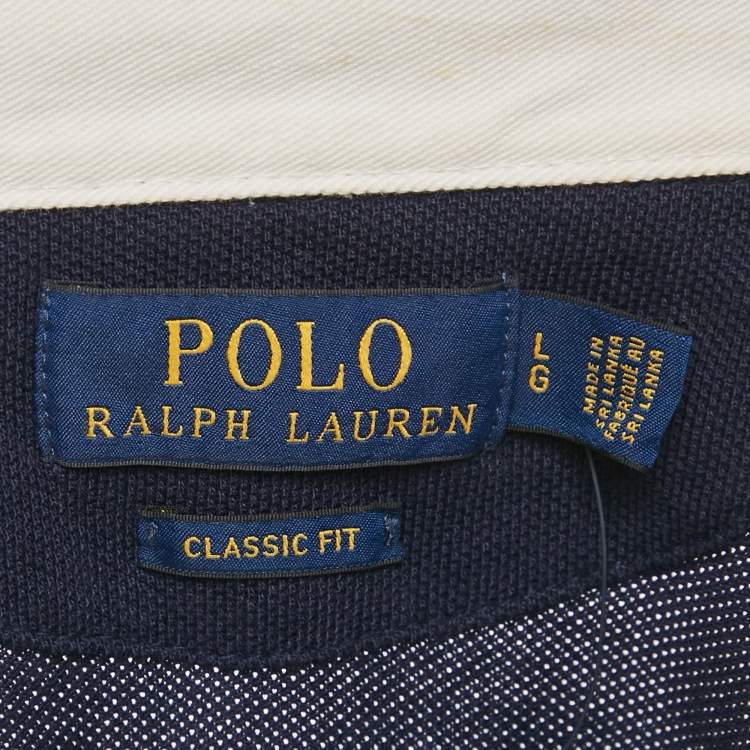 POLO
RALPH LAUREN
L
G
MADE IN
SRI LANKA
FABRIQUÉ AU
SRI LANKA
CLASSIC FIT